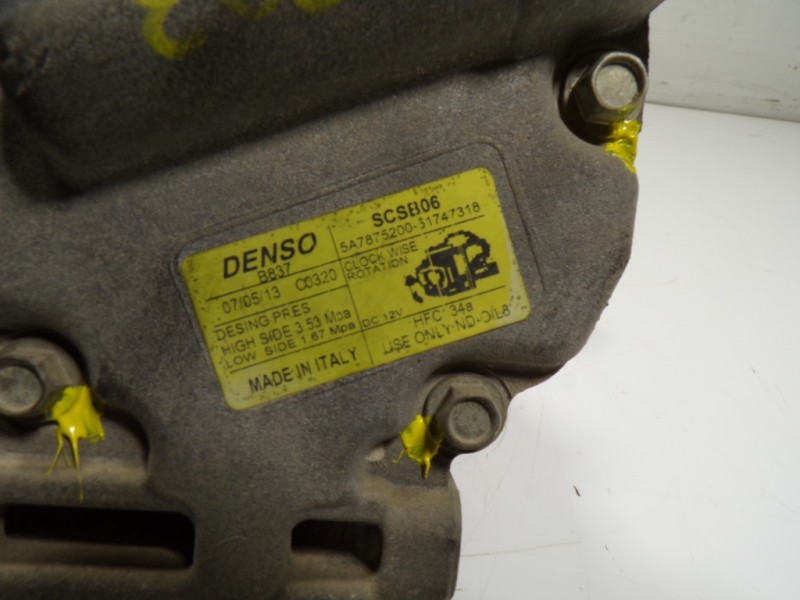 DENSO
B837
07/05/13 C0320
DESING PRES
HIGH SIDE 3.53 Mpa
LOW SIDE 1.67 Mpa
MADE IN ITALY
SCSB06
5A7875200-51747318
CLOCK WISE
ROTATION
DC 12V
HFC 134a
USE ONLY ND-OIL8